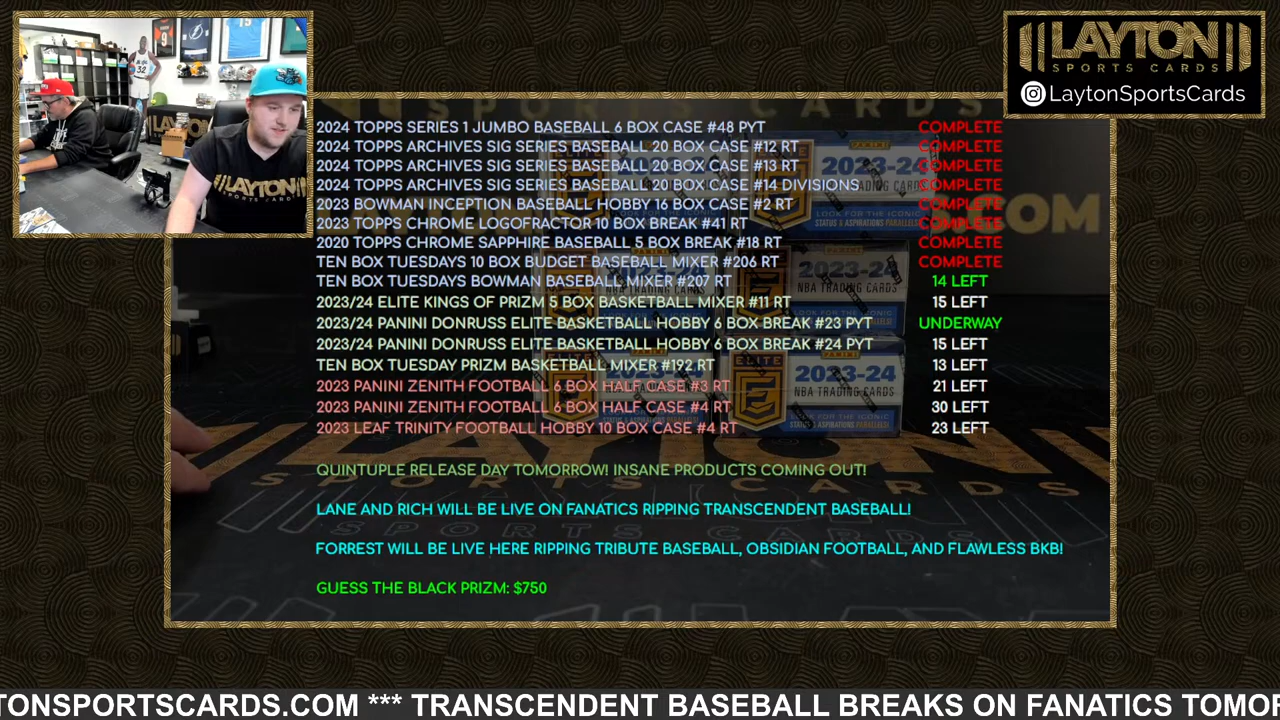 LAYTON
SPORTS CARDS
LaytonSportsCards
2024 TOPPS SERIES 1 JUMBO BASEBALL 6 BOX CASE #48 PYT COMPLETE
2024 TOPPS ARCHIVES SIG SERIES BASEBALL 20 BOX CASE #12 RT COMPLETE
2024 TOPPS ARCHIVES SIG SERIES BASEBALL 20 BOX CASE #13 RT COMPLETE
2024 TOPPS ARCHIVES SIG SERIES BASEBALL 20 BOX CASE #14 DIVISIONS COMPLETE
2023 BOWMAN INCEPTION BASEBALL HOBBY 16 BOX CASE #2 RT COMPLETE
2023 TOPPS CHROME LOGOFRACTOR 10 BOX BREAK #41 RT COMPLETE
2020 TOPPS CHROME SAPPHIRE BASEBALL 5 BOX BREAK #18 RT COMPLETE
TEN BOX TUESDAYS 10 BOX BUDGET BASEBALL MIXER #206 RT COMPLETE
TEN BOX TUESDAYS BOWMAN BASEBALL MIXER #207 RT 14 LEFT
2023/24 ELITE KINGS OF PRIZM 5 BOX BASKETBALL MIXER #11 RT 15 LEFT
2023/24 PANINI DONRUSS ELITE BASKETBALL HOBBY 6 BOX BREAK #23 PYT UNDERWAY
2023/24 PANINI DONRUSS ELITE BASKETBALL HOBBY 6 BOX BREAK #24 PYT 15 LEFT
TEN BOX TUESDAY PRIZM BASKETBALL MIXER #192 RT 13 LEFT
2023 PANINI ZENITH FOOTBALL 6 BOX HALF CASE #3 RT 21 LEFT
2023 PANINI ZENITH FOOTBALL 6 BOX HALF CASE #4 RT 30 LEFT
2023 LEAF TRINITY FOOTBALL HOBBY 10 BOX CASE #4 RT 23 LEFT
QUINTUPLE RELEASE DAY TOMORROW! INSANE PRODUCTS COMING OUT!
LANE AND RICH WILL BE LIVE ON FANATICS RIPPING TRANSCENDENT BASEBALL!
FORREST WILL BE LIVE HERE RIPPING TRIBUTE BASEBALL, OBSIDIAN FOOTBALL, AND FLAWLESS BKB!
GUESS THE BLACK PRIZM: $750
TONSPORTSCARDS.COM *** TRANSCENDENT BASEBALL BREAKS ON FANATICS TOMOR